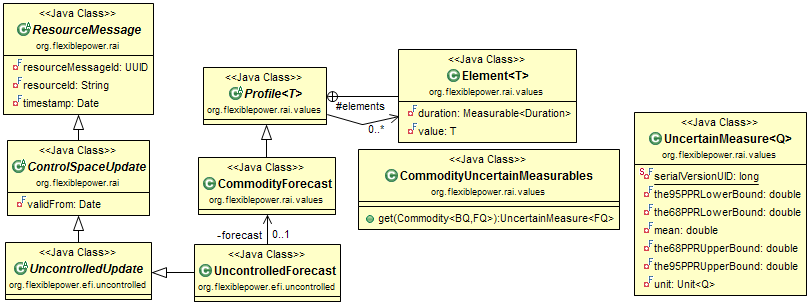 <<Java Class>>
ResourceMessage
org.flexiblepower.rai
resourceMessageId: UUID
resourceId: String
timestamp: Date
<<Java Class>>
ControlSpaceUpdate
org.flexiblepower.rai
validFrom: Date
<<Java Class>>
UncontrolledUpdate
org.flexiblepower.efi.uncontrolled
<<Java Class>>
Profile<T>
org.flexiblepower.rai.values
#elements
0..*
<<Java Class>>
Element<T>
org.flexiblepower.rai.values
duration: Measurable<Duration>
value: T
<<Java Class>>
CommodityForecast
org.flexiblepower.rai.values
-forecast
0..1
<<Java Class>>
UncontrolledForecast
org.flexiblepower.efi.uncontrolled
<<Java Class>>
CommodityUncertainMeasurables
org.flexiblepower.rai.values
get(Commodity<BQ,FQ>):UncertainMeasure<FQ>
<<Java Class>>
UncertainMeasure<Q>
org.flexiblepower.rai.values
serialVersionUID: long
the95PPRLowerBound: double
the68PPRLowerBound: double
mean: double
the68PPRUpperBound: double
the95PPRUpperBound: double
unit: Unit<Q>